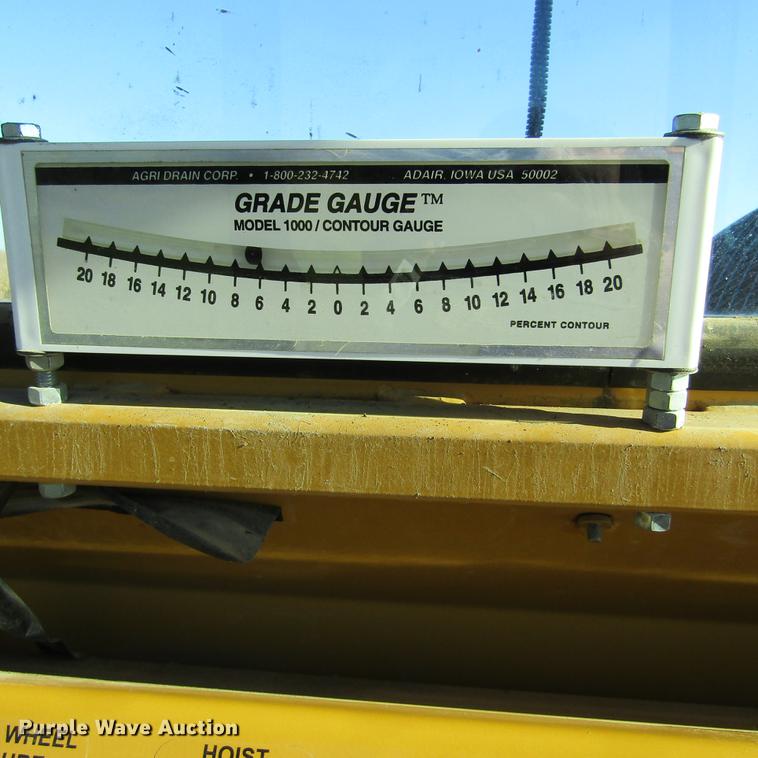 AGRI DRAIN CORP. • 1-800-232-4742 ADAIR, IOWA USA 50002
GRADE GAUGE™
MODEL 1000 / CONTOUR GAUGE
20 18 16 14 12 10 8 6 4 2 0 2 4 6 8 10 12 14 16 18 20
PERCENT CONTOUR
Purple Wave Auction
WHEEL
HOIST